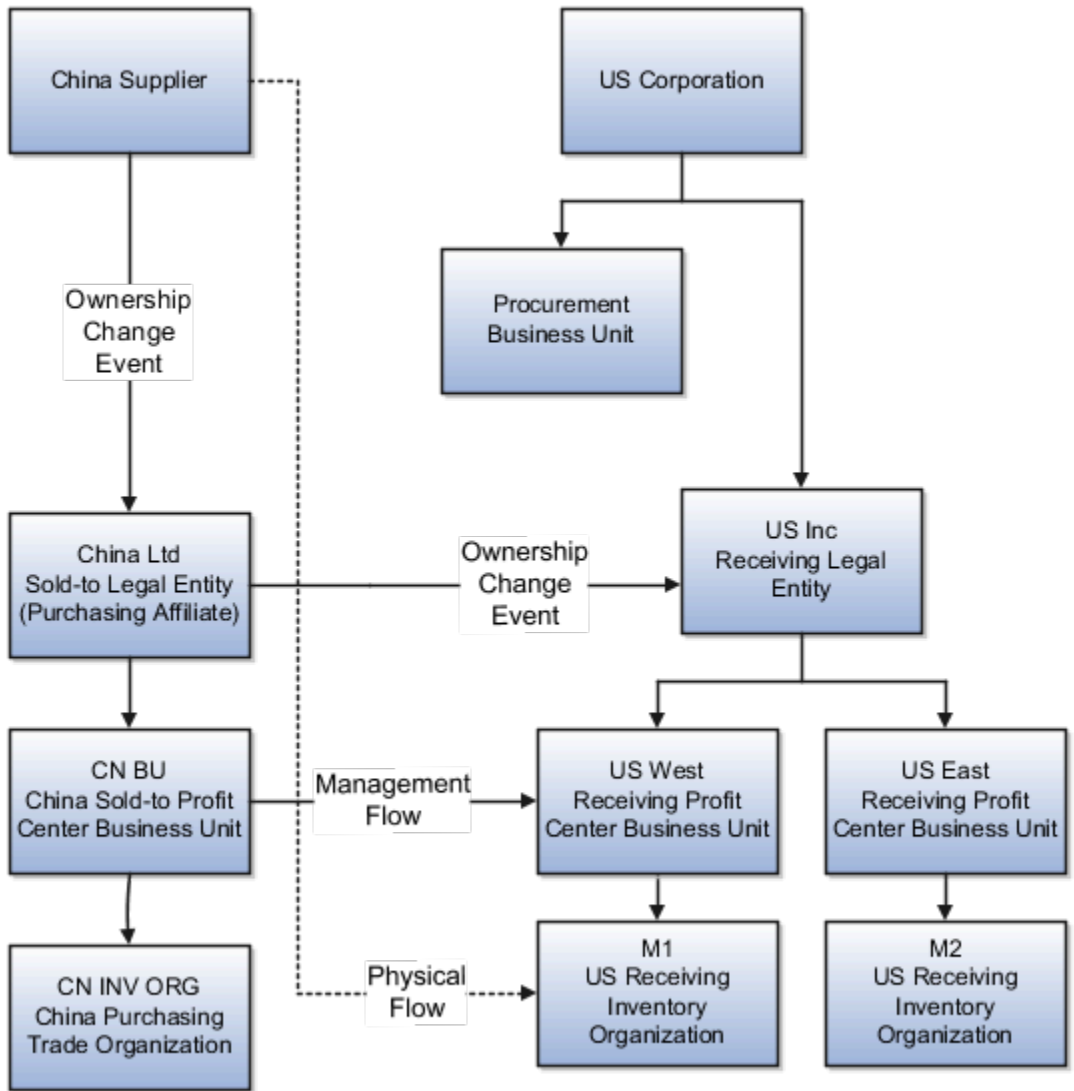 China Supplier
US Corporation
Procurement
Business Unit
Ownership
Change
Event
China Ltd
Sold-to Legal Entity
(Purchasing Affiliate)
Ownership
Change
Event
US Inc
Receiving Legal
Entity
CN BU
China Sold-to Profit
Center Business Unit
Management
Flow
US West
Receiving Profit
Center Business Unit
US East
Receiving Profit
Center Business Unit
CN INV ORG
China Purchasing
Trade Organization
Physical
Flow
M1
US Receiving
Inventory
Organization
M2
US Receiving
Inventory
Organization